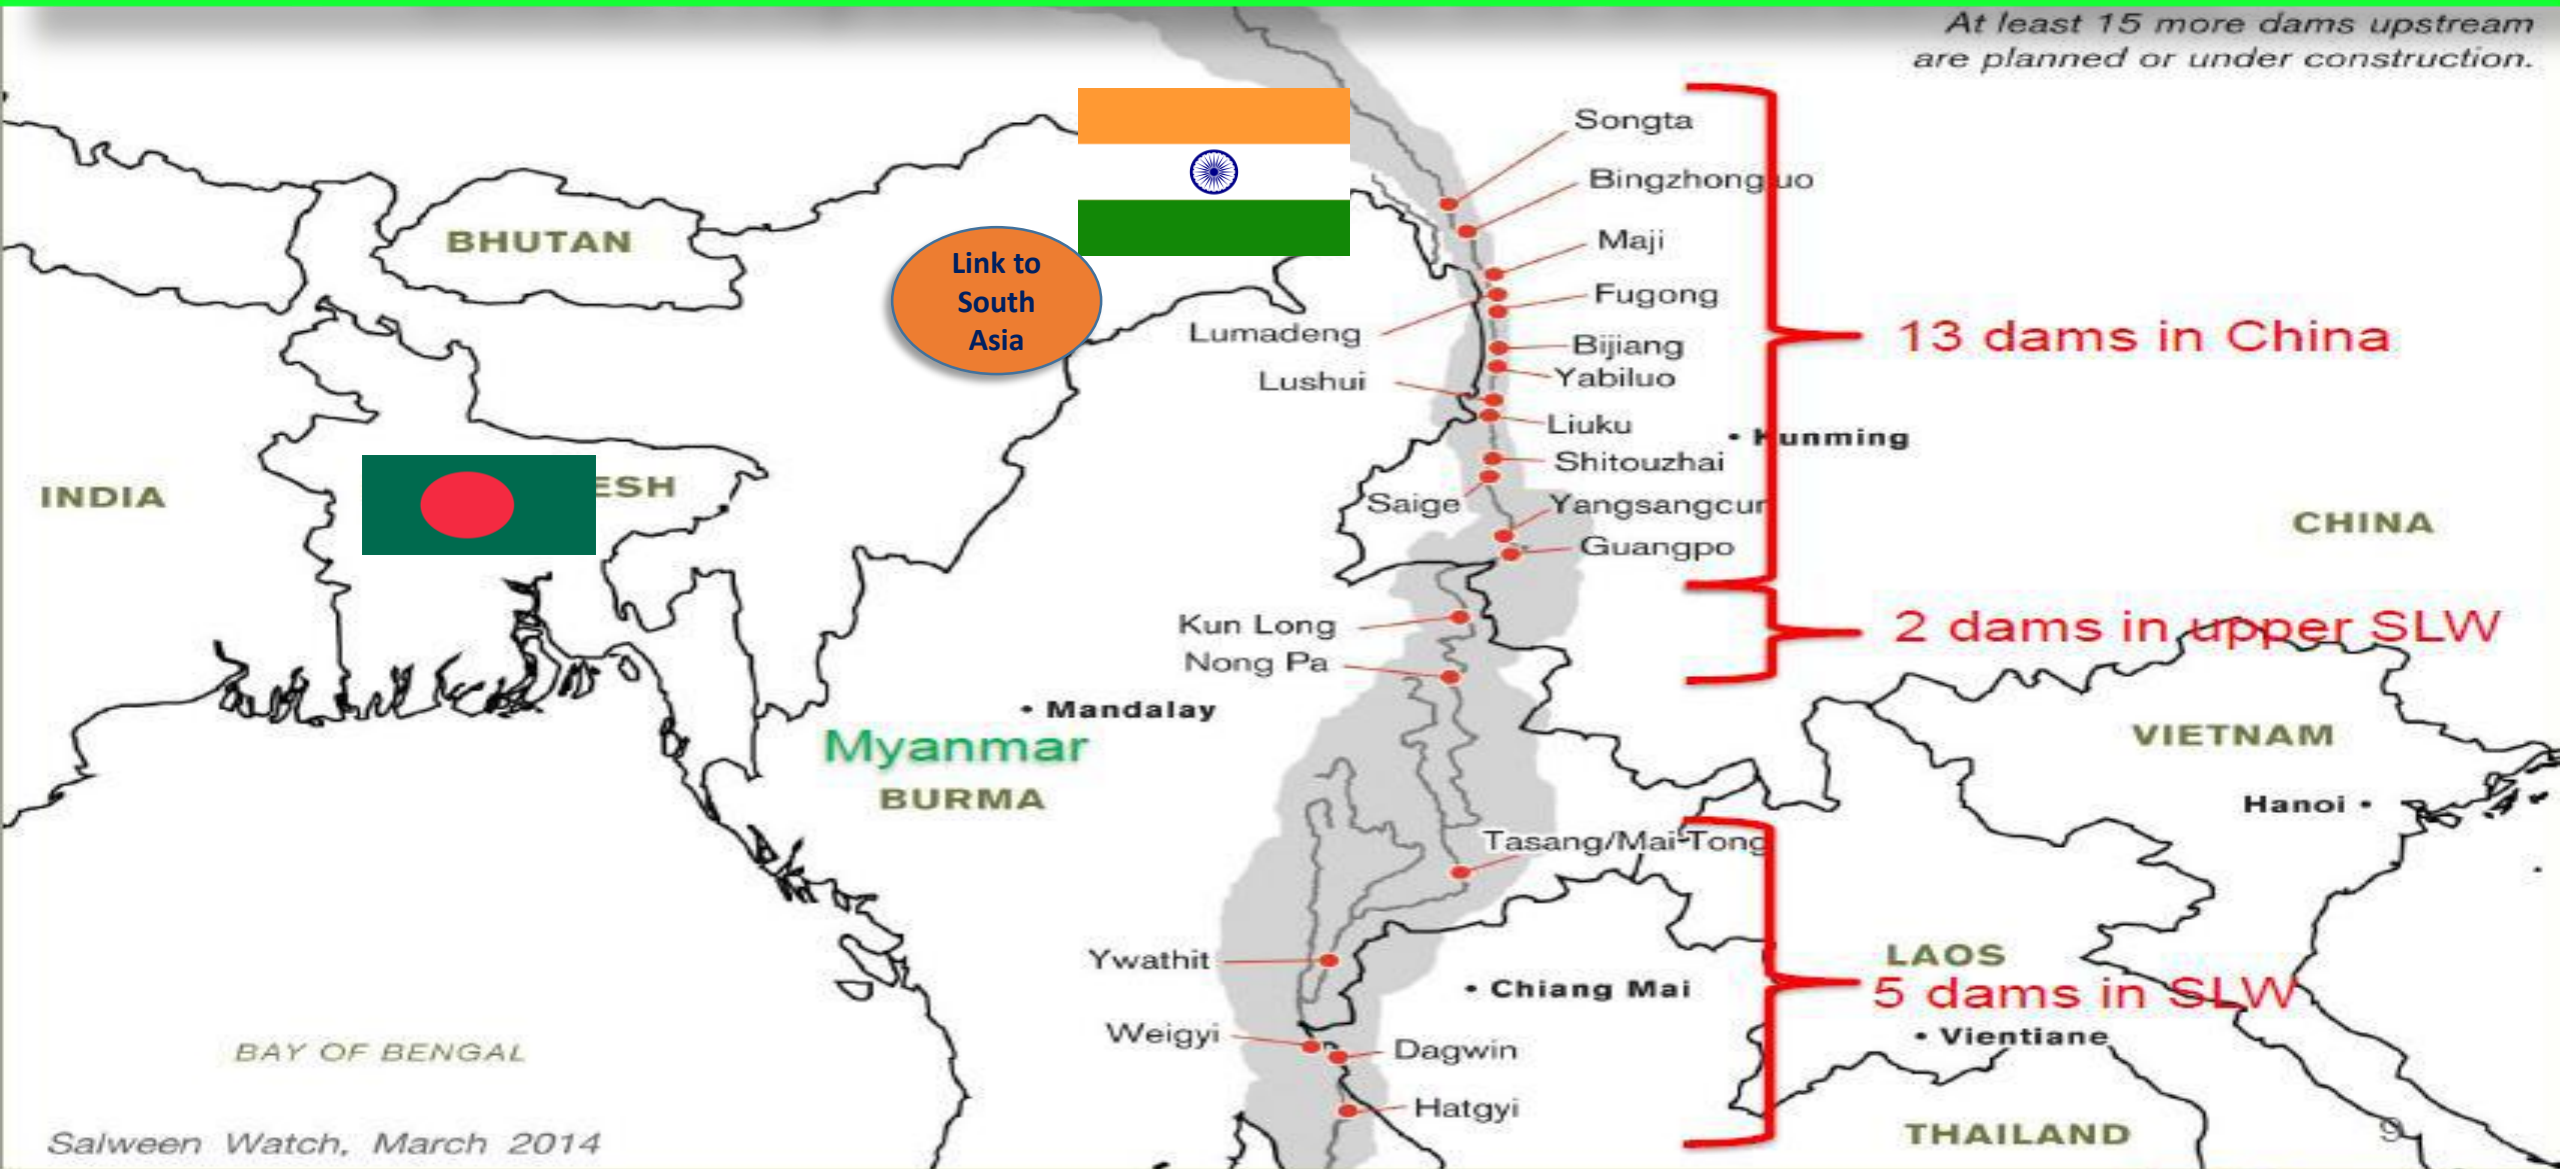 At least 15 more dams upstream
are planned or under construction.
Songta
Bingzhongluo
Maji
BHUTAN
Link to
South
Asia
Fugong
Lumadeng
13 dams in China
Bijiang
Yabiluo
Lushui
Liuku
Kunming
Shitouzhai
INDIA
ESH
Saige
Yangsangcun
CHINA
Guangpo
Kun Long
2 dams in upper SLW
Nong Pa
Mandalay
Myanmar
VIETNAM
BURMA
Hanoi
Tasang/Mai-Tong
Ywathit
LAOS
Chiang Mai
5 dams in SLW
Weigyi
Vientiane
BAY OF BENGAL
Dagwin
Hatgyi
THAILAND
9
Salween Watch, March 2014